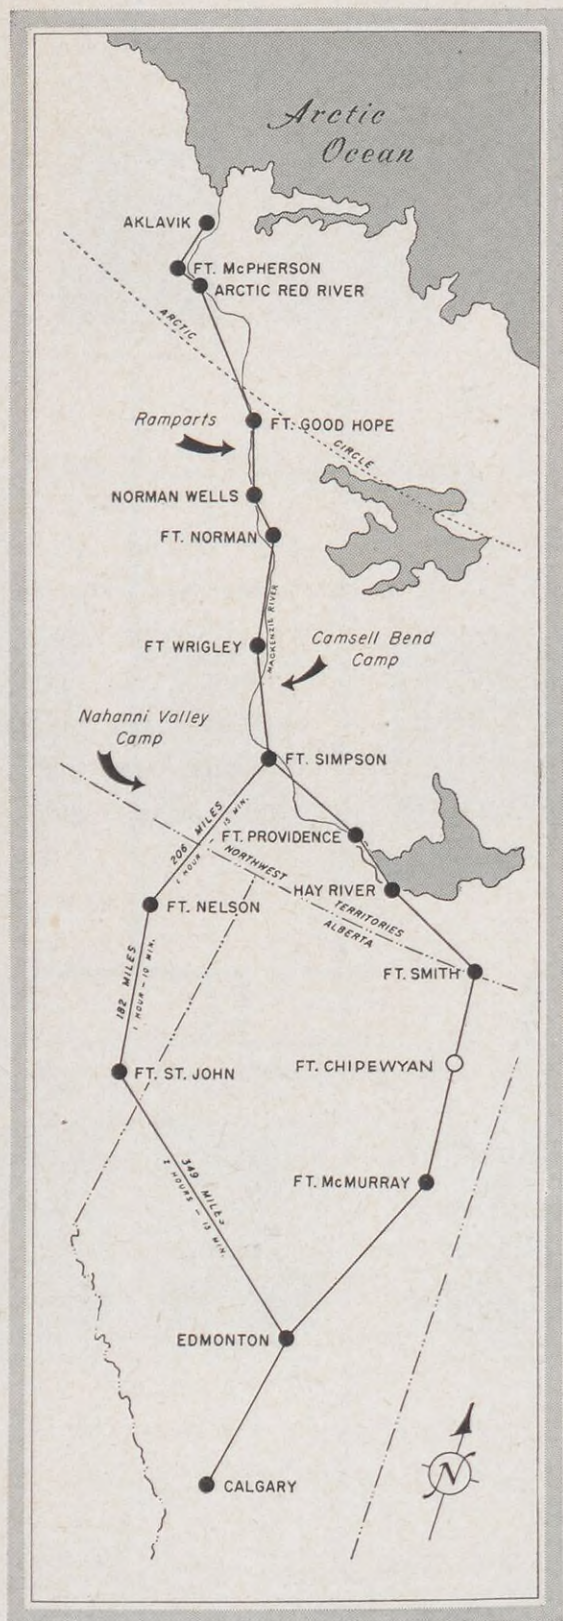 Arctic
Ocean
AKLAVIK
FT. McPHERSON
ARCTIC RED RIVER
ARCTIC
Ramparts
FT. GOOD HOPE
CIRCLE
NORMAN WELLS
FT. NORMAN
MACKENZIE RIVER
FT WRIGLEY
Camsell Bend
Camp
Nahanni Valley
Camp
FT. SIMPSON
206 MILES
1 HOUR - 15 MIN.
FT. PROVIDENCE
NORTHWEST
TERRITORIES
HAY RIVER
ALBERTA
FT. NELSON
FT. SMITH
182 MILES
1 HOUR - 10 MIN.
FT. CHIPEWYAN
FT. ST. JOHN
349 MILES
2 HOURS - 15 MIN.
FT. McMURRAY
EDMONTON
N
CALGARY